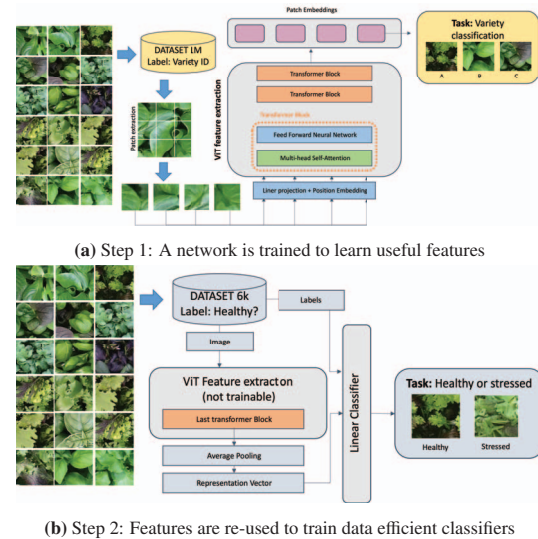 Patch Embeddings
DATASET 1M
Label: Variety ID
Task: Variety
classification
A B C
Patch extraction
ViT feature extraction
Transformer Block
Transformer Block
Transformer Block
Feed Forward Neural Network
Multi-head Self-Attention
Liner projection + Position Embedding
(a) Step 1: A network is trained to learn useful features
DATASET 6k
Label: Healthy?
Labels
Image
ViT Feature extraction
(not trainable)
Last transformer Block
Average Pooling
Representation Vector
Linear Classifier
Task: Healthy or stressed
Healthy Stressed
(b) Step 2: Features are re-used to train data efficient classifiers